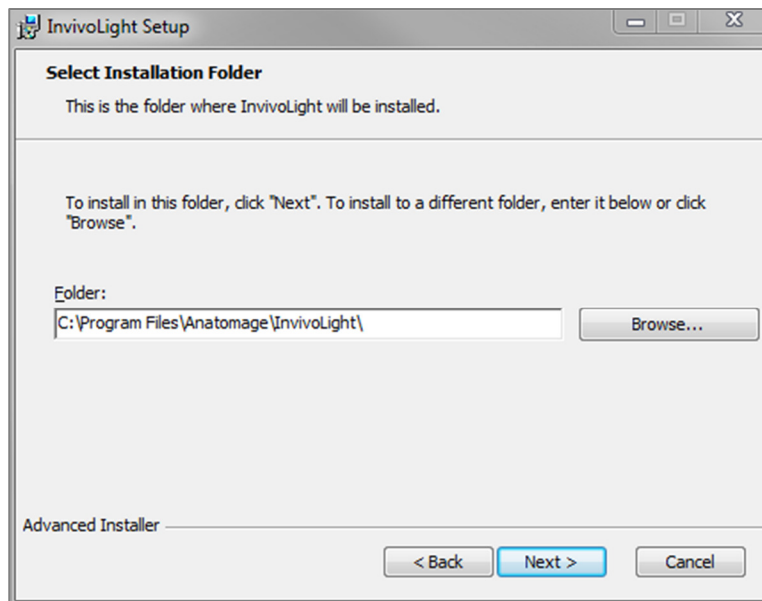 InvivoLight Setup
Select Installation Folder
This is the folder where InvivoLight will be installed.
To install in this folder, click "Next". To install to a different folder, enter it below or click
"Browse".
Folder:
C:\Program Files\Anatomage\InvivoLight\
Browse...
Advanced Installer
< Back
Next >
Cancel